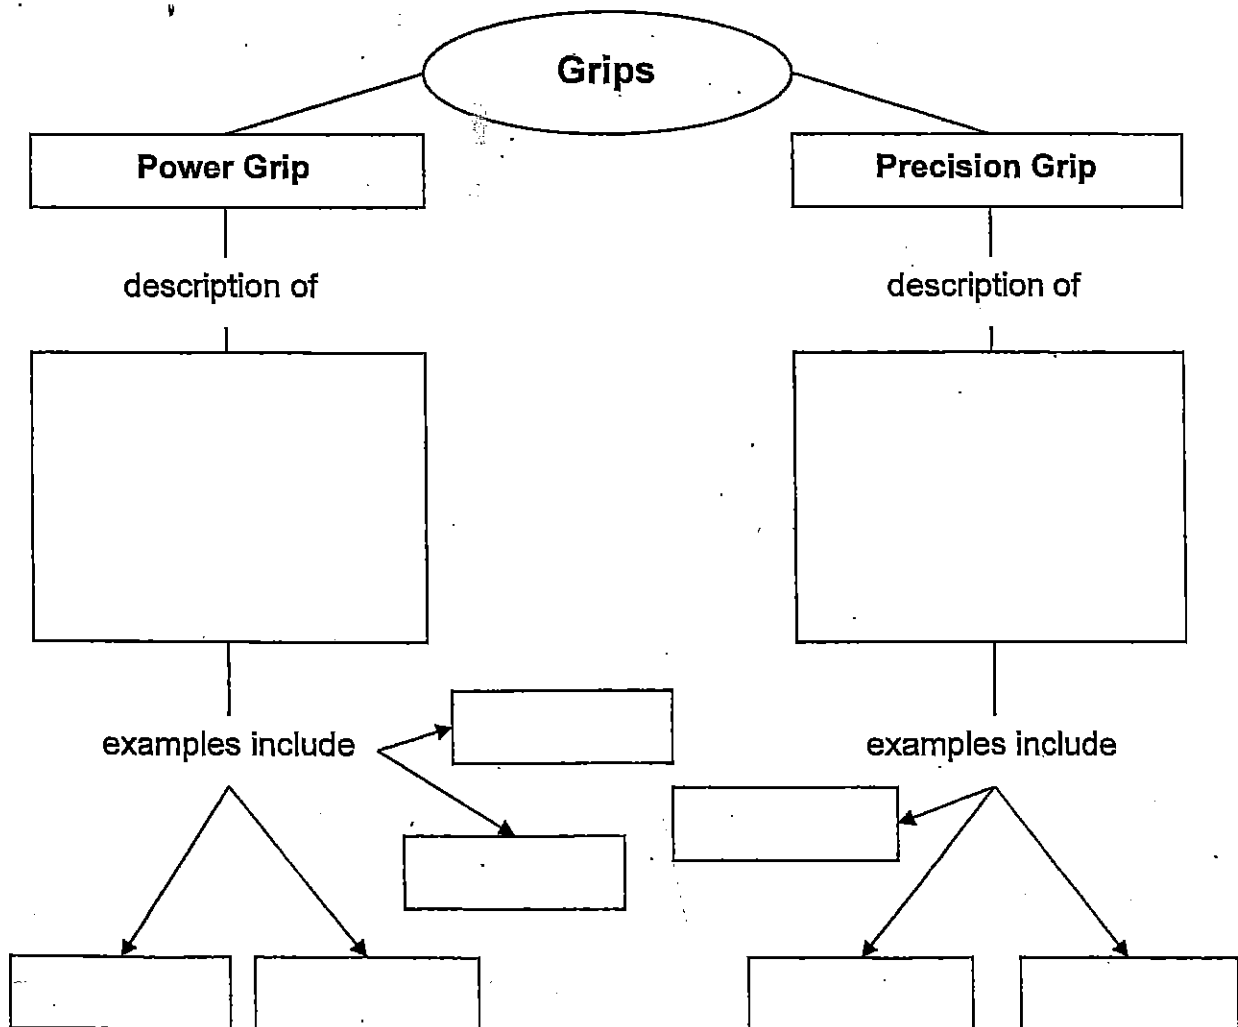 Grips
Power Grip
Precision Grip
description of
description of
examples include
examples include